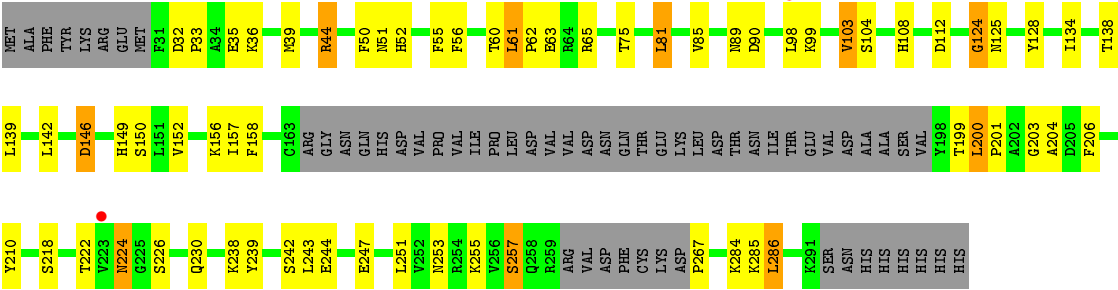 MET ALA PHE TYR LYS ARG GLU MET F31 D32 P33 A34 E35 K36 M39 R44 F50 N51 H52 F55 F56 T60 L61 P62 E63 R64 R65 T75 L81 V85 N89 D90 L98 K99 V103 S104 H108 D112 G124 N125 Y128 I134 T138
L139 L142 D146 H149 S150 L151 V152 K156 I157 F158 C163 ARG GLY ASN GLN HIS ASP VAL PRO VAL ILE PRO LEU ASP VAL VAL ASP ASN GLN THR GLU LYS LEU ASP THR ASN ILE THR GLU VAL ASP ALA ALA SER VAL Y198 T199 L200 P201 A202 G203 A204 D205 F206
Y210 S218 T222 V223 N224 G225 S226 Q230 K238 Y239 S242 L243 E244 E247 L251 V252 N253 R254 K255 V256 S257 Q258 R259 ARG VAL ASP PHE CYS LYS ASP P267 K284 K285 L286 K291 SER ASN HIS HIS HIS HIS HIS HIS